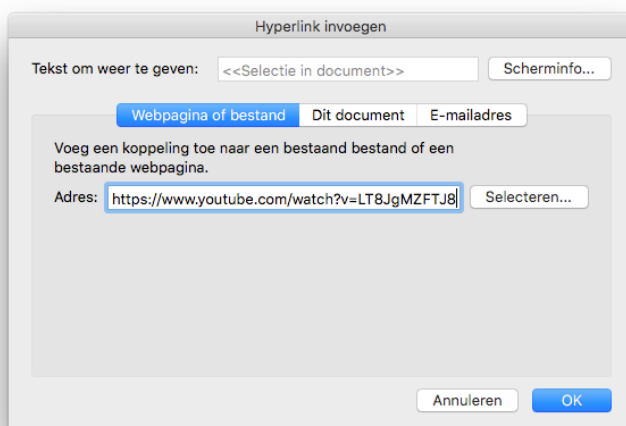 Hyperlink invoegen
Tekst om weer te geven: <<Selectie in document>> Scherminfo...
Webpagina of bestand Dit document E-mailadres
Voeg een koppeling toe naar een bestaand bestand of een
bestaande webpagina.
Adres: https://www.youtube.com/watch?v=LT8JgMZFTJ8 Selecteren...
Annuleren OK